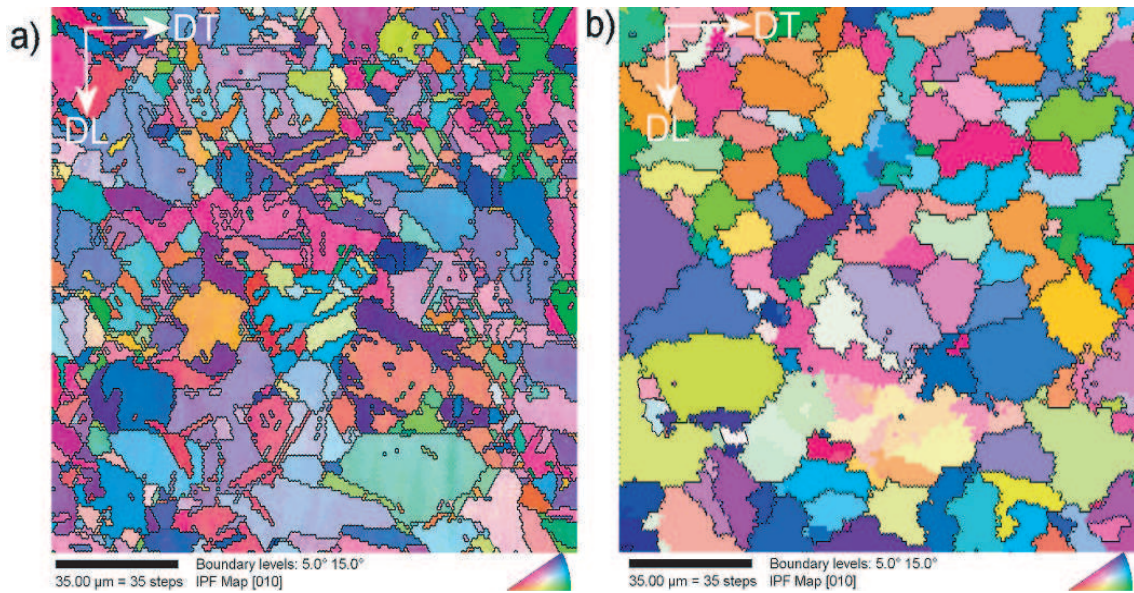 a)
DT
DL
b)
DT
DL
Boundary levels: 5.0° 15.0°
35.00 µm = 35 steps IPF Map [010]
Boundary levels: 5.0° 15.0°
35.00 µm = 35 steps IPF Map [010]